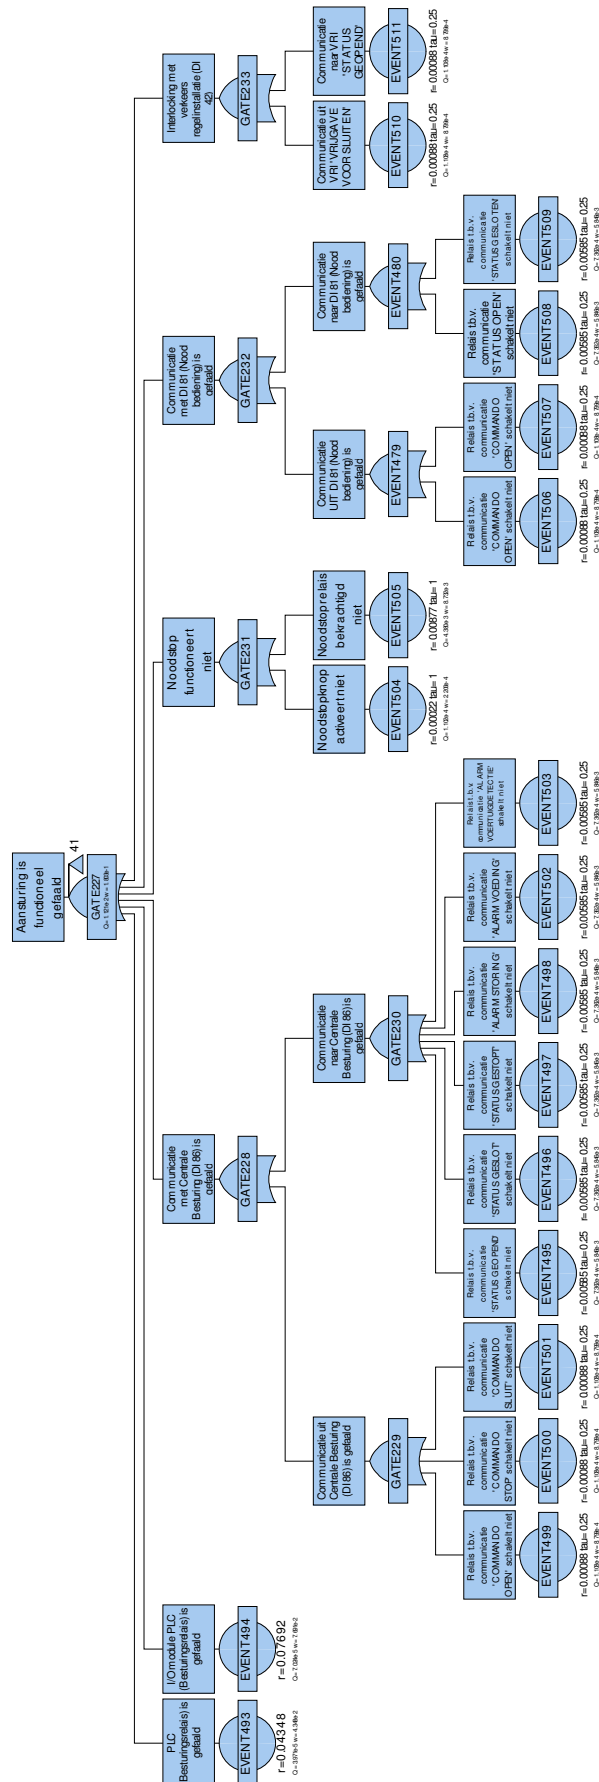 Aansturing is
functioneel
gefaald
GATE227
41
PLC
(Besturingsrelais) is
gefaald
EVENT493
r=0.04348
I/O module PLC
(Besturingsrelais) is
gefaald
EVENT494
r=0.07692
Communicatie
met Centrale
Besturing (DI 86) is
gefaald
GATE228
Noodstop
functioneert
niet
GATE231
Communicatie
met DI 81 (Nood
bediening) is
gefaald
GATE232
Interlocking met
verkeers
regelinstallatie (DI
42)
GATE233
Communicatie uit
Centrale Besturing
(DI 86) is gefaald
GATE229
Communicatie
naar Centrale
Besturing (DI 86) is
gefaald
GATE230
Noodstopknop
activeert niet
EVENT504
r=0.00022 tau=1
Noodstoprelais
bekrachtigd
niet
EVENT505
r=0.00877 tau=1
Communicatie
UIT DI 81 (Nood
bediening) is
gefaald
EVENT479
Communicatie
naar DI 81 (Nood
bediening) is
gefaald
EVENT480
Communicatie uit
VRI 'VRIJGAVE
VOOR SLUITEN'
EVENT510
r=0.00088 tau=0.25
Communicatie
naar VRI
'STATUS
GEOPEND'
EVENT511
r=0.00088 tau=0.25
Relais t.b.v.
communicatie
'COMMANDO
OPEN' schakelt niet
EVENT499
r=0.00088 tau=0.25
Relais t.b.v.
communicatie
'COMMANDO
STOP' schakelt niet
EVENT500
r=0.00088 tau=0.25
Relais t.b.v.
communicatie
'COMMANDO
SLUIT' schakelt niet
EVENT501
r=0.00088 tau=0.25
Relais t.b.v.
communicatie
'STATUS GEOPEND'
schakelt niet
EVENT495
r=0.00585 tau=0.25
Relais t.b.v.
communicatie
'STATUS GESLOT'
schakelt niet
EVENT496
r=0.00585 tau=0.25
Relais t.b.v.
communicatie
'STATUS GESTOPT'
schakelt niet
EVENT497
r=0.00585 tau=0.25
Relais t.b.v.
communicatie
'ALARM STORING'
schakelt niet
EVENT498
r=0.00585 tau=0.25
Relais t.b.v.
communicatie
'ALARM VOEDING'
schakelt niet
EVENT502
r=0.00585 tau=0.25
Relais t.b.v.
communicatie 'ALARM
VOERTUIGDETECTIE'
schakelt niet
EVENT503
r=0.00585 tau=0.25
Relais t.b.v.
communicatie
'COMMANDO
OPEN' schakelt niet
EVENT506
r=0.00088 tau=0.25
Relais t.b.v.
communicatie
'COMMANDO
OPEN' schakelt niet
EVENT507
r=0.00088 tau=0.25
Relais t.b.v.
communicatie
'STATUS OPEN'
schakelt niet
EVENT508
r=0.00585 tau=0.25
Relais t.b.v.
communicatie
'STATUS GESLOTEN'
schakelt niet
EVENT509
r=0.00585 tau=0.25